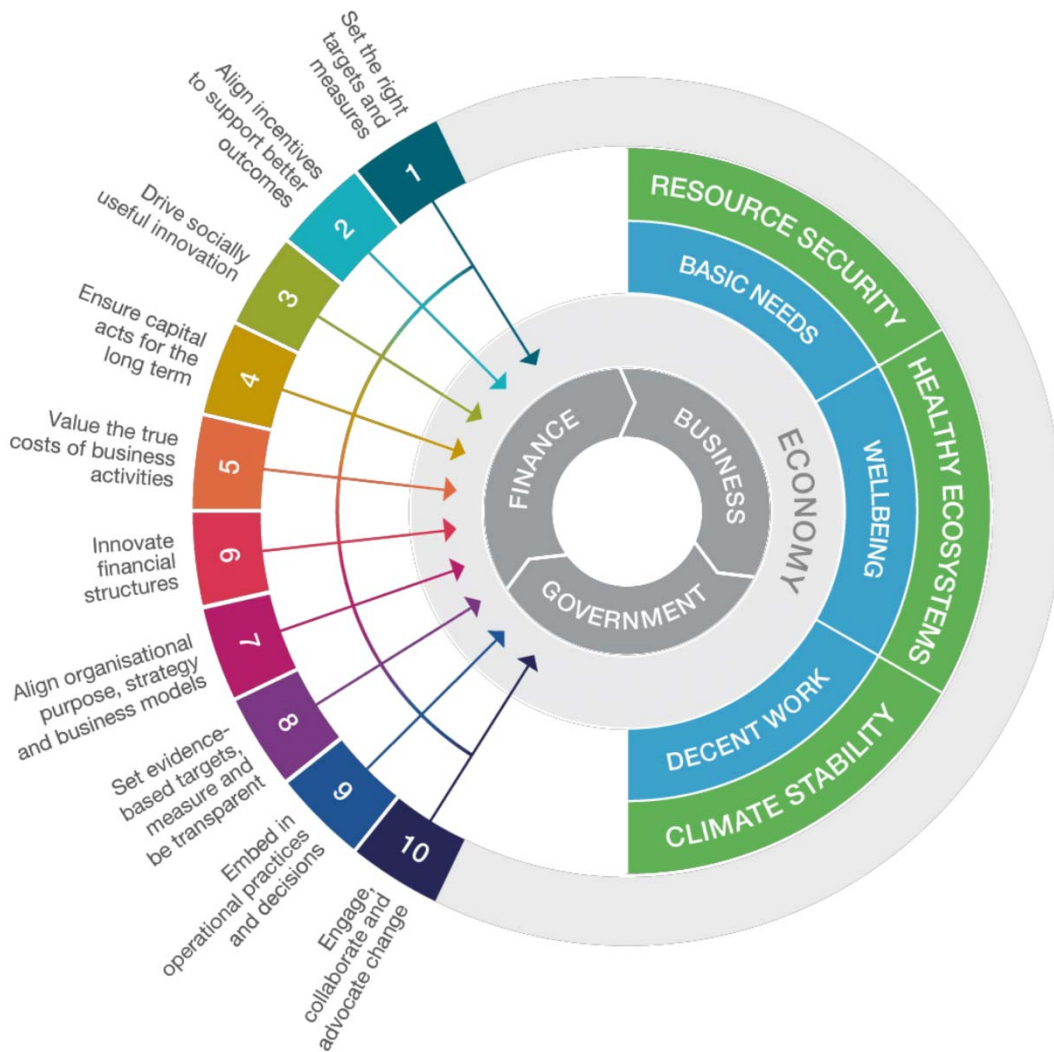 Set the right
targets and
measures
1
Align incentives
to support better
outcomes
2
Drive socially
useful innovation
3
Ensure capital
acts for the
long term
4
Value the true
costs of business
activities
5
Innovate
financial
structures
6
Align organisational
purpose, strategy
and business models
7
Set evidence-
based targets,
measure and
be transparent
8
Embed in
operational practices
and decisions
9
Engage,
collaborate and
advocate change
10
RESOURCE SECURITY
HEALTHY ECOSYSTEMS
CLIMATE STABILITY
BASIC NEEDS
WELLBEING
DECENT WORK
ECONOMY
FINANCE
BUSINESS
GOVERNMENT